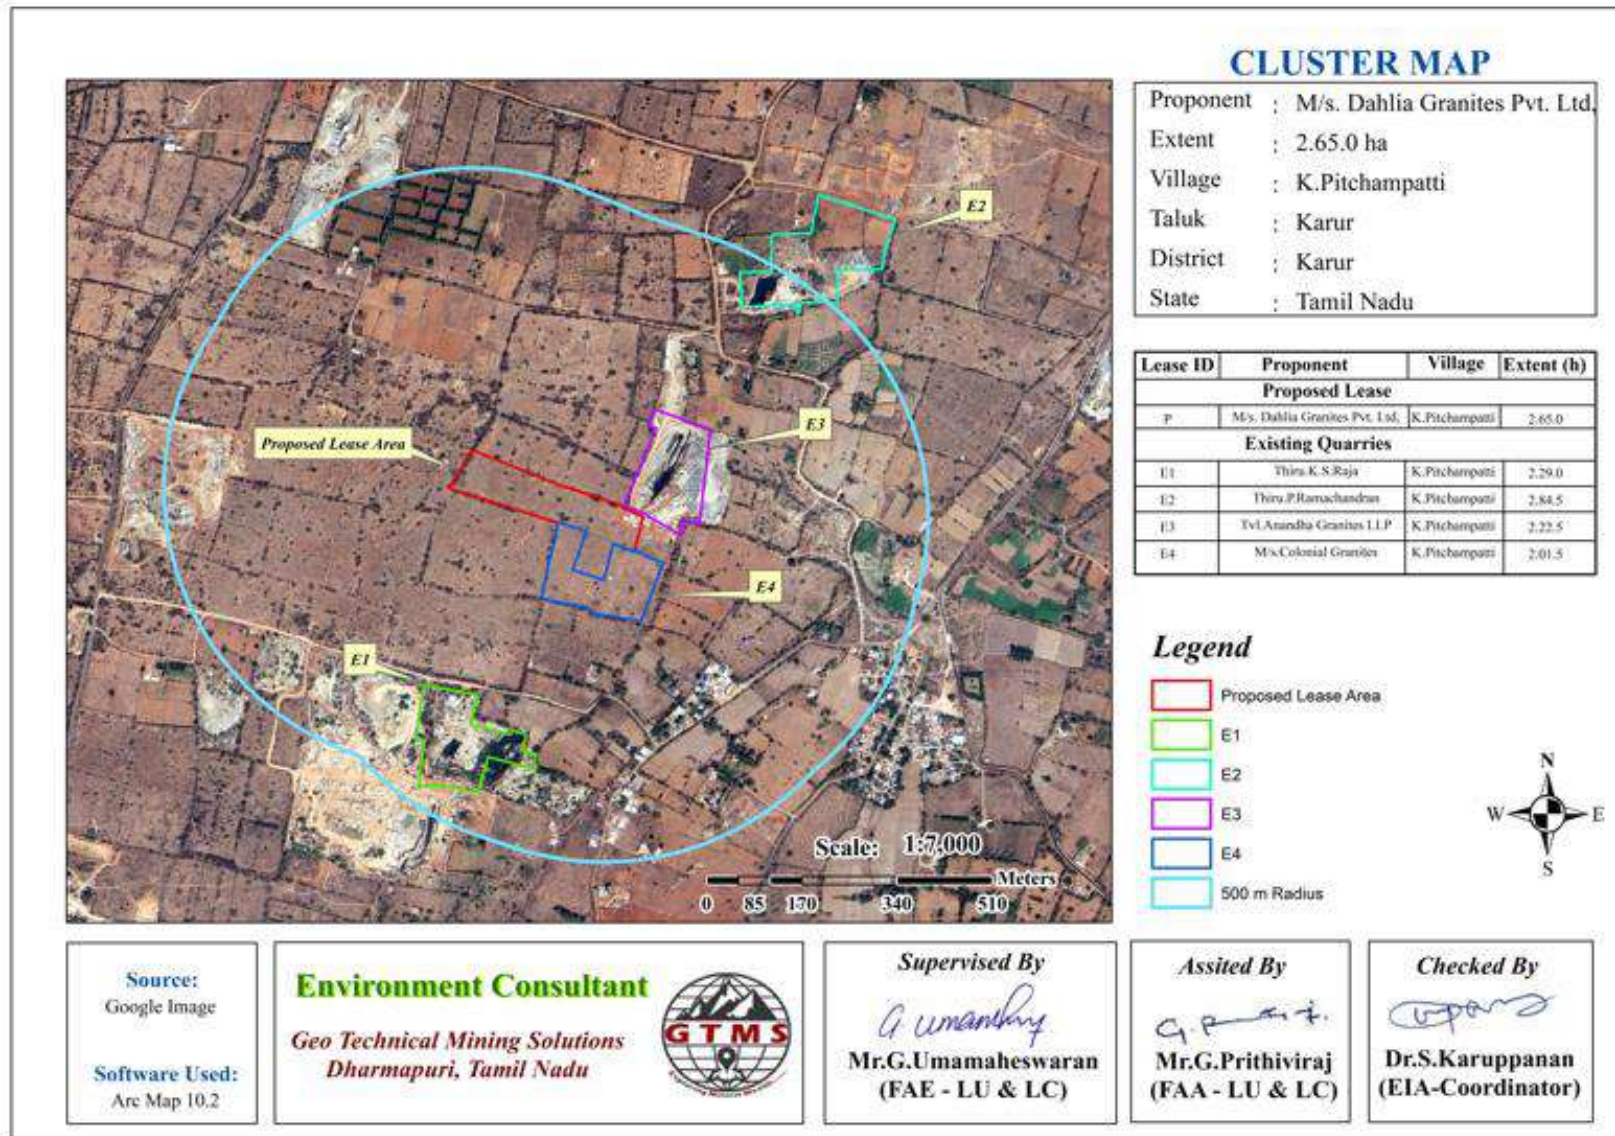 CLUSTER MAP
Proponent : M/s. Dahlia Granites Pvt. Ltd,
Extent : 2.65.0 ha
Village : K.Pitchampatti
Taluk : Karur
District : Karur
State : Tamil Nadu
Lease ID Proponent Village Extent (h)
Proposed Lease
P M/s. Dahlia Granites Pvt. Ltd, K.Pitchampatti 2.65.0
Existing Quarries
E1 Thiru.K.S.Raja K.Pitchampatti 2.29.0
E2 Thiru.P.Ramachandran K.Pitchampatti 2.84.5
E3 Tvl.Anandha Granites LLP K.Pitchampatti 2.22.5
E4 M/s.Colonial Granites K.Pitchampatti 2.01.5
Legend
Proposed Lease Area
E1
E2
E3
E4
500 m Radius
N
W E
S
E2
E3
Proposed Lease Area
E4
E1
Scale: 1:7,000
Meters
0 85 170 340 510
Source:
Google Image
Software Used:
Arc Map 10.2
Environment Consultant
Geo Technical Mining Solutions
Dharmapuri, Tamil Nadu
GTMS
Supervised By
G Umamhy
Mr.G.Umamaheswaran
(FAE - LU & LC)
Assited By
Mr.G.Prithiviraj
(FAA - LU & LC)
Checked By
Dr.S.Karuppanan
(EIA-Coordinator)